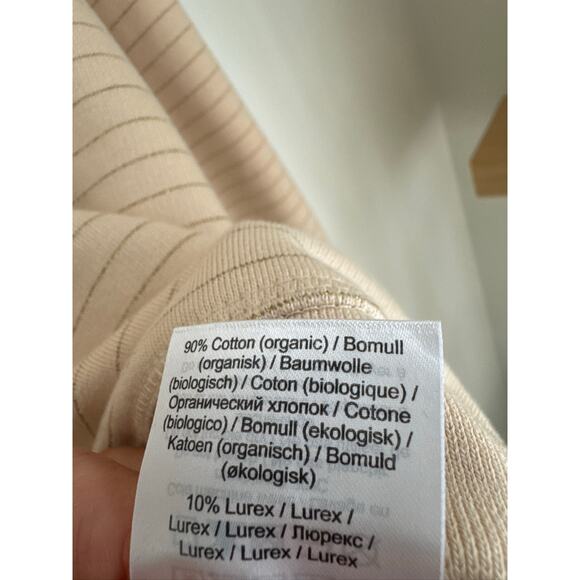 90% Cotton (organic) / Bomull
(organisk) / Baumwolle
(biologisch) / Coton (biologique) /
Органический хлопок / Cotone
(biologico) / Bomull (ekologisk) /
Katoen (organisch) / Bomuld
(økologisk)
10% Lurex / Lurex /
Lurex / Lurex / Люрекс /
Lurex / Lurex / Lurex